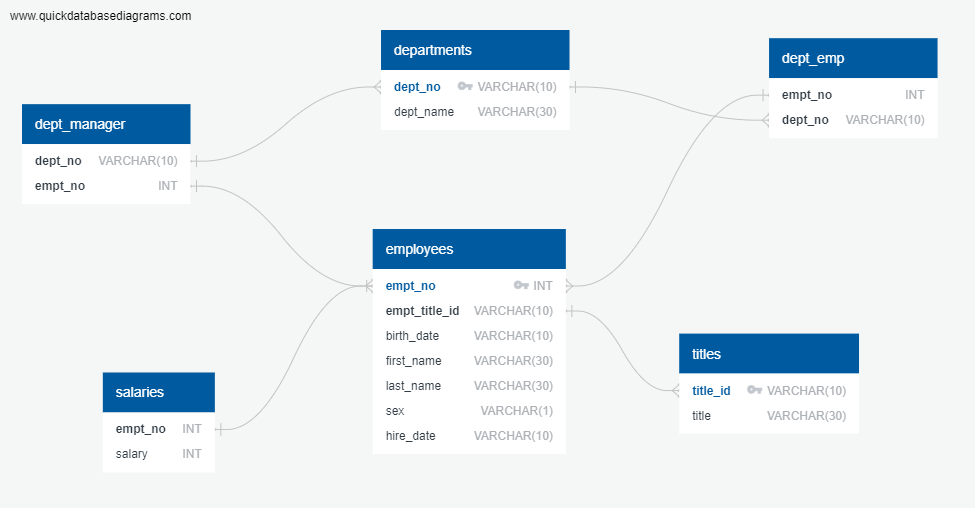 www.quickdatabasediagrams.com
departments
dept_no VARCHAR(10)
dept_name VARCHAR(30)
dept_emp
empt_no INT
dept_no VARCHAR(10)
dept_manager
dept_no VARCHAR(10)
empt_no INT
employees
empt_no INT
empt_title_id VARCHAR(10)
birth_date VARCHAR(10)
first_name VARCHAR(30)
last_name VARCHAR(30)
sex VARCHAR(1)
hire_date VARCHAR(10)
titles
title_id VARCHAR(10)
title VARCHAR(30)
salaries
empt_no INT
salary INT